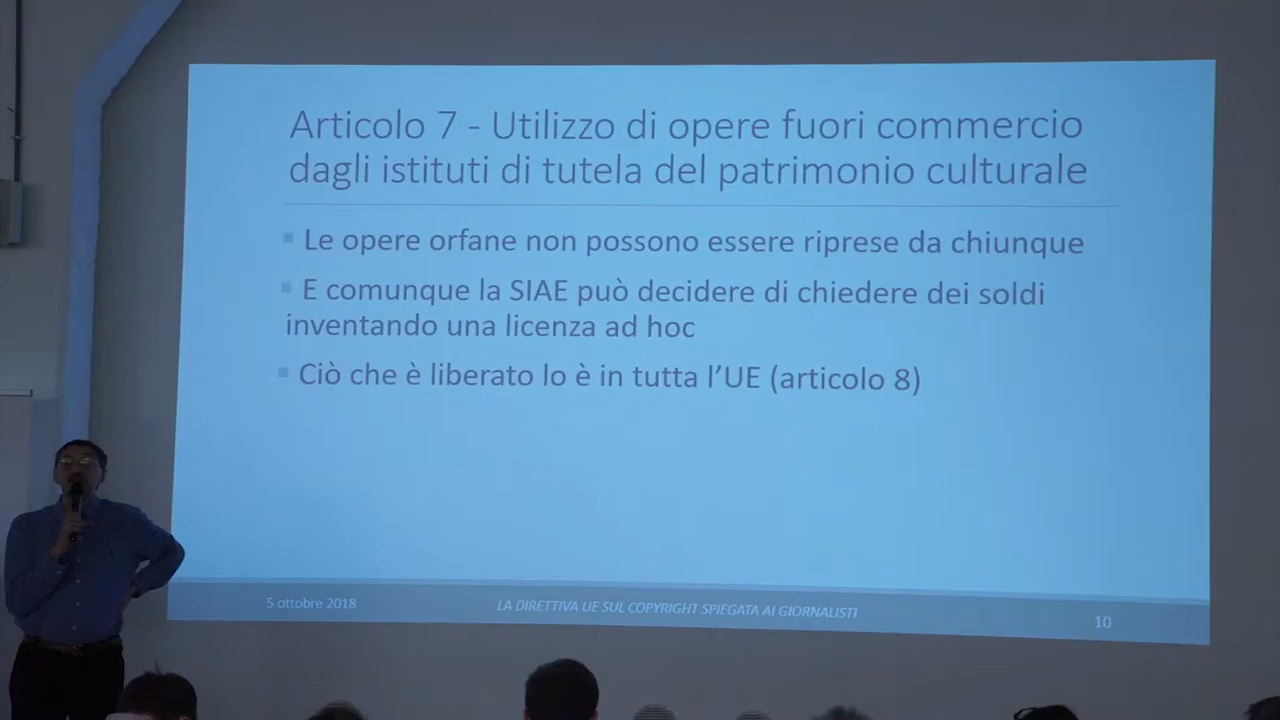 Articolo 7 - Utilizzo di opere fuori commercio
dagli istituti di tutela del patrimonio culturale
Le opere orfane non possono essere riprese da chiunque
E comunque la SIAE può decidere di chiedere dei soldi
inventando una licenza ad hoc
Ciò che è liberato lo è in tutta l'UE (articolo 8)
5 ottobre 2018
LA DIRETTIVA UE SUL COPYRIGHT SPIEGATA AI GIORNALISTI
10